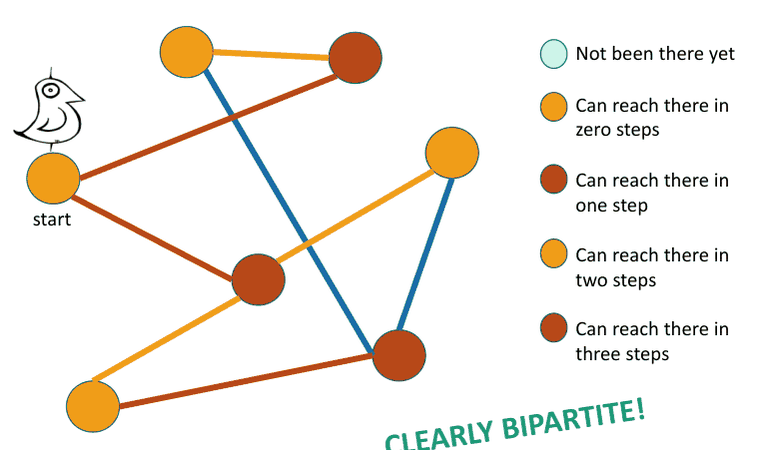 start
Not been there yet
Can reach there in
zero steps
Can reach there in
one step
Can reach there in
two steps
Can reach there in
three steps
CLEARLY BIPARTITE!